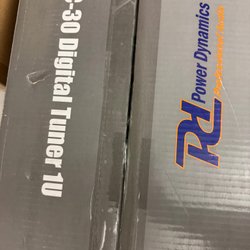 -30 Digital Tuner 1U
PD
Power Dynamics